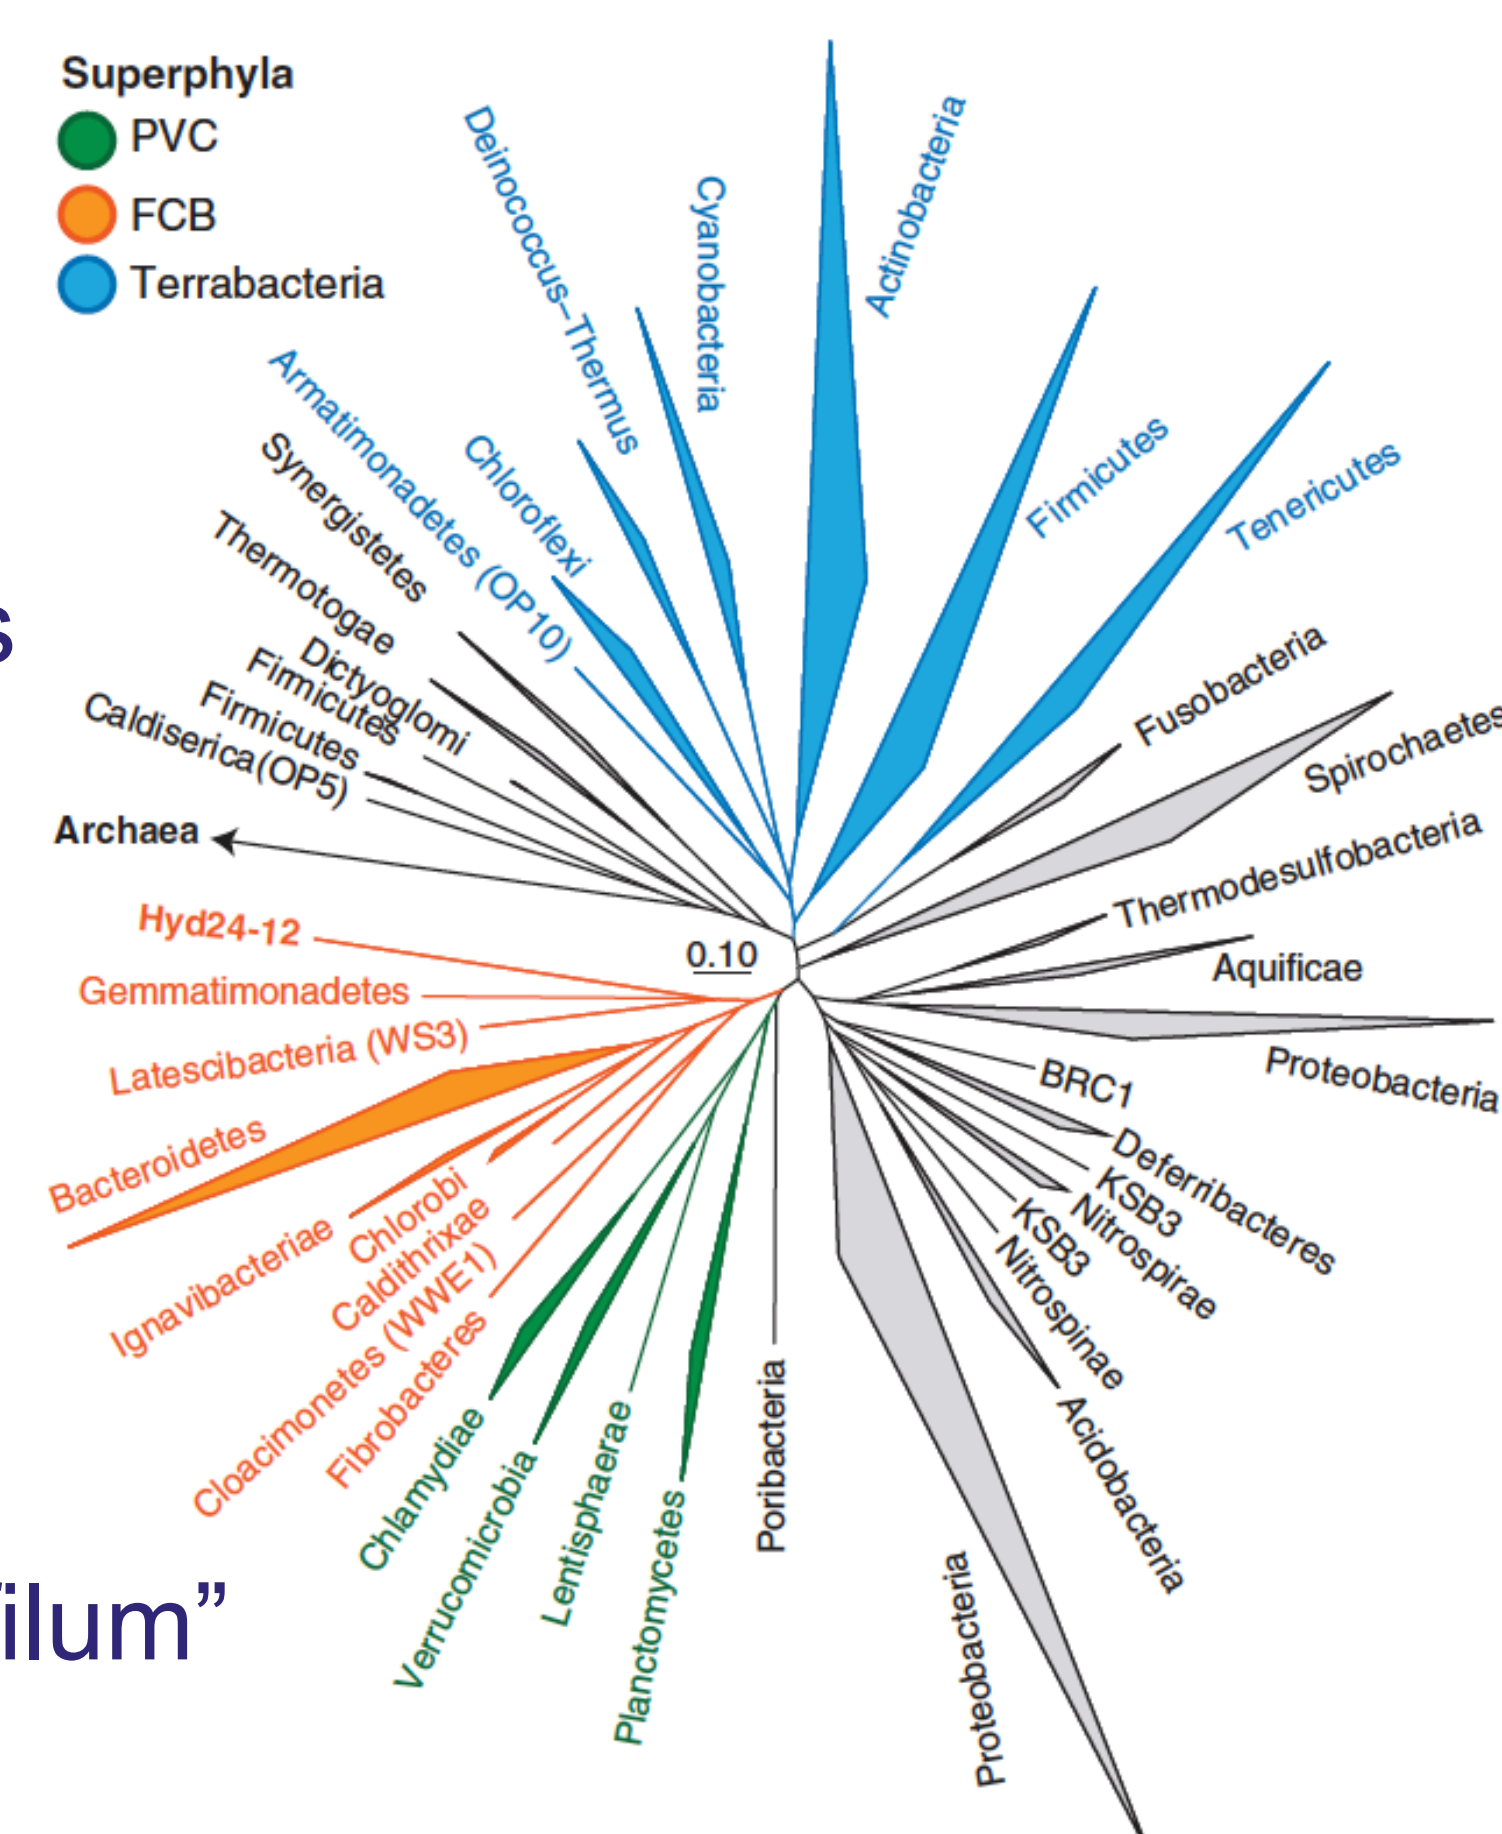 Superphyla
PVC
FCB
Terrabacteria
Deinococcus–Thermus
Cyanobacteria
Actinobacteria
Firmicutes
Tenericutes
Armatimonadetes (OP10)
Chloroflexi
Synergistetes
Thermotogae
Dictyoglomi
Firmicutes
Firmicutes
Caldiserica(OP5)
Archaea
Fusobacteria
Spirochaetes
Thermodesulfobacteria
Aquificae
Proteobacteria
0.10
Hyd24-12
Gemmatimonadetes
Latescibacteria (WS3)
Bacteroidetes
Ignavibacteriae
Chlorobi
Caldithrixae
Cloacimonetes (WWE1)
Fibrobacteres
Chlamydiae
Verrucomicrobia
Lentisphaerae
Planctomycetes
Poribacteria
BRC1
Deferribacteres
KSB3
Nitrospirae
KSB3
Nitrospinae
Acidobacteria
Proteobacteria
s
ilum”